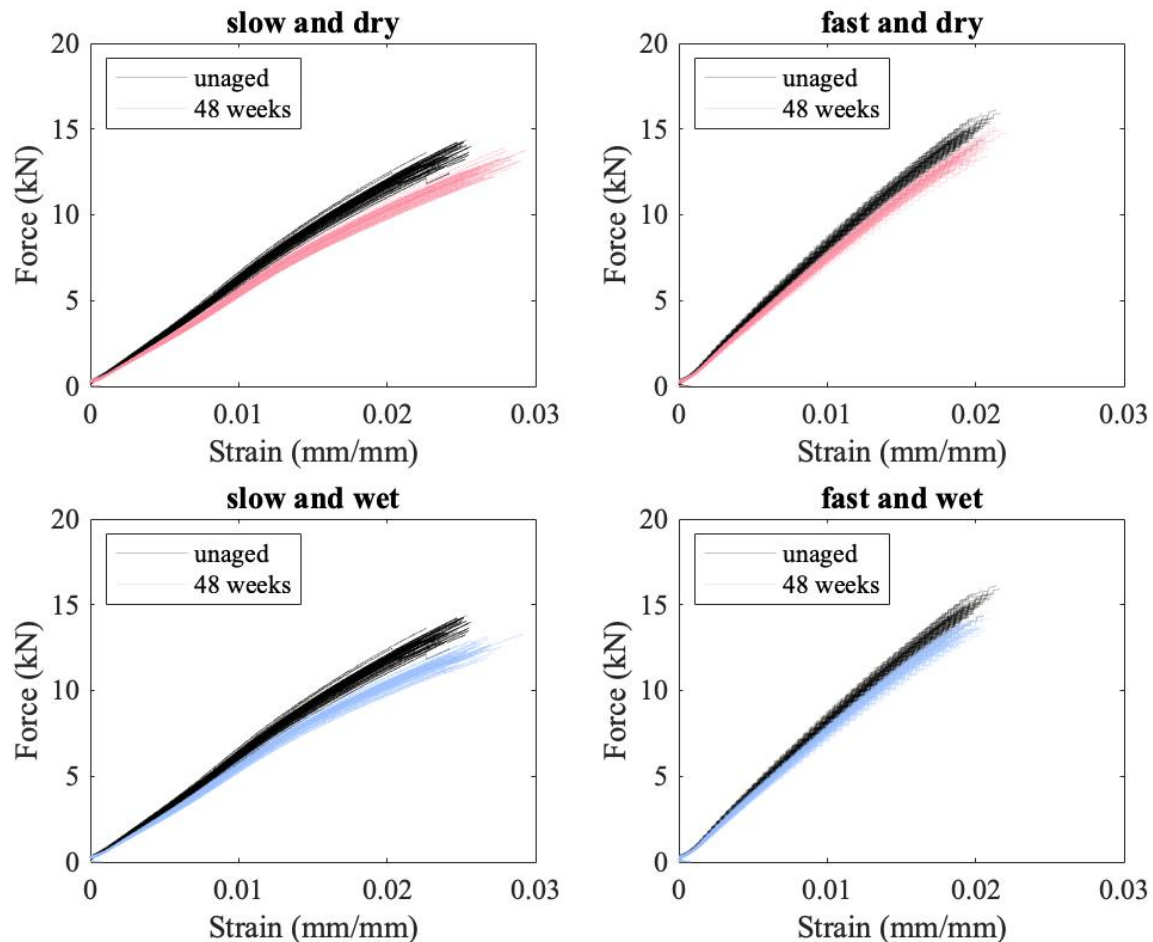 slow and dry
20
15
10
5
0
Force (kN)
unaged
48 weeks
0
0.01
0.02
0.03
Strain (mm/mm)
fast and dry
20
15
10
5
0
Force (kN)
unaged
48 weeks
0
0.01
0.02
0.03
Strain (mm/mm)
slow and wet
20
15
10
5
0
Force (kN)
unaged
48 weeks
0
0.01
0.02
0.03
Strain (mm/mm)
fast and wet
20
15
10
5
0
Force (kN)
unaged
48 weeks
0
0.01
0.02
0.03
Strain (mm/mm)